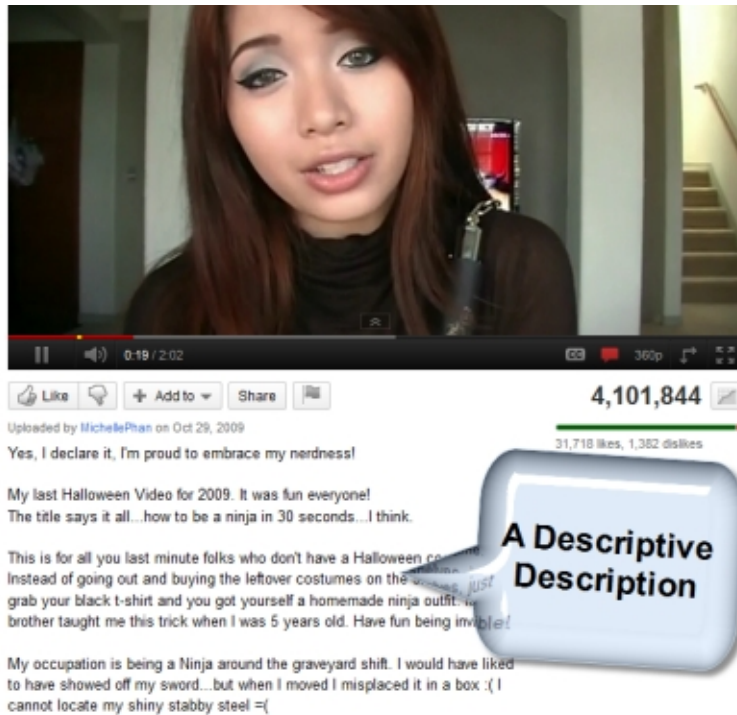 0:19 / 2:02
CC
360p
Like
Add to
Share
4,101,844
Uploaded by MichellePhan on Oct 29, 2009
31,718 likes, 1,382 dislikes
Yes, I declare it, I'm proud to embrace my nerdness!
My last Halloween Video for 2009. It was fun everyone!
The title says it all...how to be a ninja in 30 seconds...I think.
This is for all you last minute folks who don't have a Halloween
Instead of going out and buying the leftover costumes on the just
grab your black t-shirt and you got yourself a homemade ninja outfit.
brother taught me this trick when I was 5 years old. Have fun being invisible!
My occupation is being a Ninja around the graveyard shift. I would have liked
to have showed off my sword...but when I moved I misplaced it in a box :( I
cannot locate my shiny stabby steel =(
A Descriptive
Description